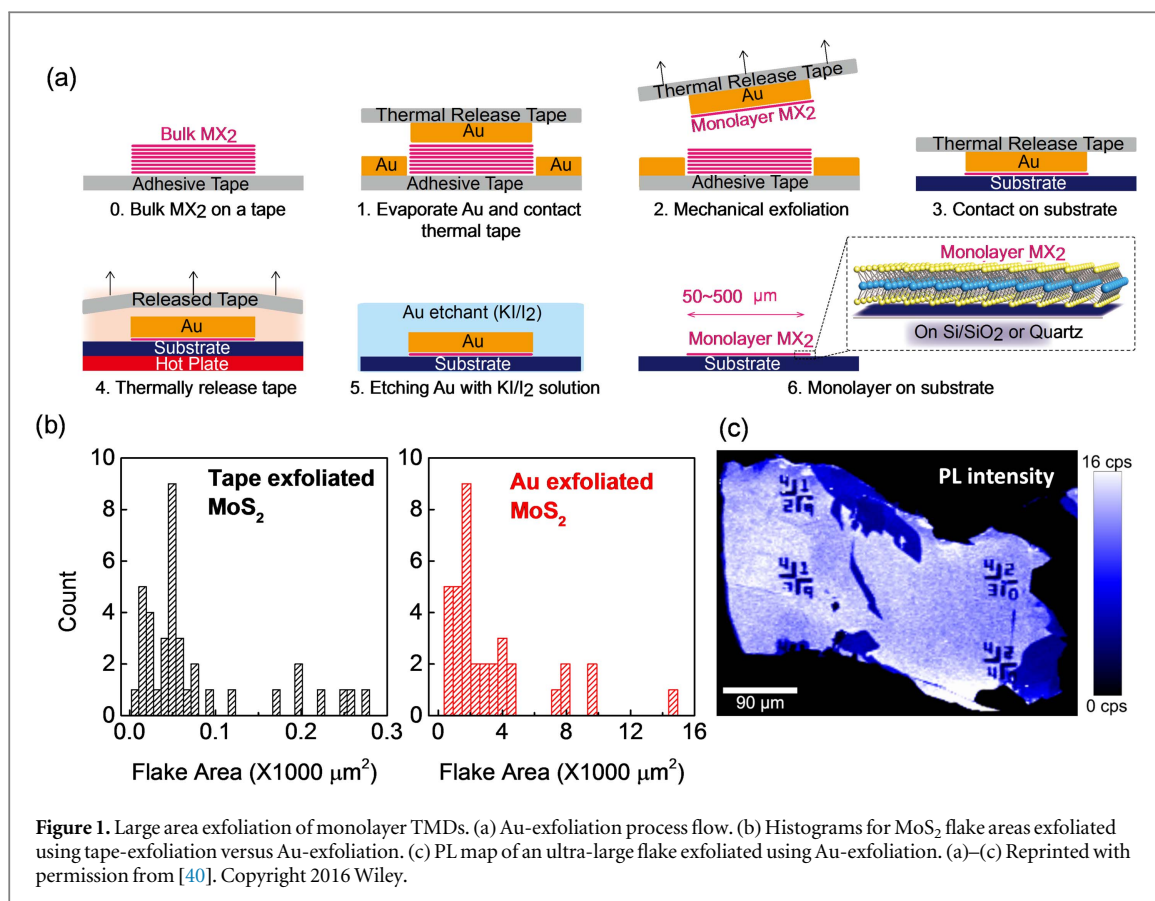 (a)
Bulk MX2
Adhesive Tape
0. Bulk MX2 on a tape
Thermal Release Tape
Au
Au
Au
Adhesive Tape
1. Evaporate Au and contact
thermal tape
Thermal Release Tape
Au
Monolayer MX2
Adhesive Tape
2. Mechanical exfoliation
Thermal Release Tape
Au
Substrate
3. Contact on substrate
Released Tape
Au
Substrate
Hot Plate
4. Thermally release tape
Au etchant (KI/I2)
Au
Substrate
5. Etching Au with KI/I2 solution
50~500 μm
Monolayer MX2
Substrate
Monolayer MX2
On Si/SiO2 or Quartz
6. Monolayer on substrate
(b)
Count
10
8
6
4
2
0
Tape exfoliated
MoS2
0.0 0.1 0.2 0.3
Flake Area (X1000 μm2)
10
8
6
4
2
0
Au exfoliated
MoS2
0 4 8 12 16
Flake Area (X1000 μm2)
(c)
PL intensity
16 cps
0 cps
90 μm
Figure 1. Large area exfoliation of monolayer TMDs. (a) Au-exfoliation process flow. (b) Histograms for MoS2 flake areas exfoliated
using tape-exfoliation versus Au-exfoliation. (c) PL map of an ultra-large flake exfoliated using Au-exfoliation. (a)–(c) Reprinted with
permission from [40]. Copyright 2016 Wiley.